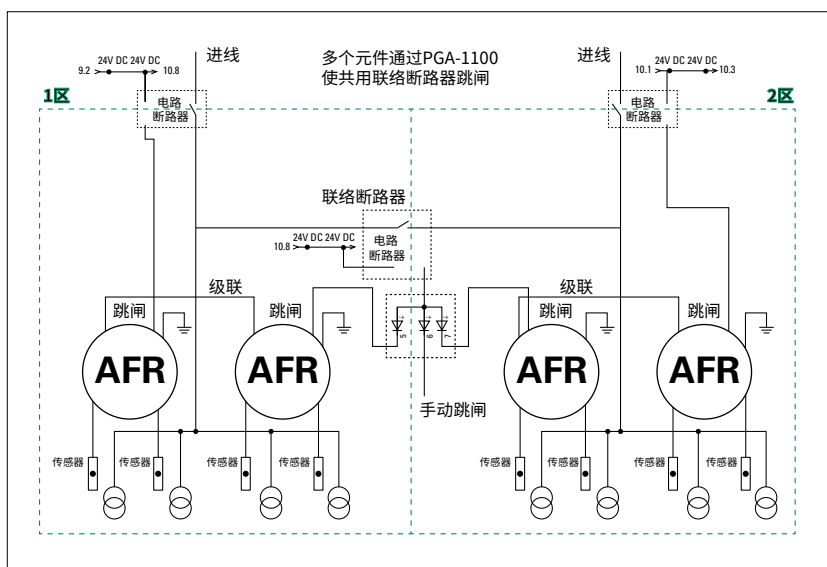 24V DC 24V DC
9.2
10.8
进线
多个元件通过PGA-1100
使共用联络断路器跳闸
进线
24V DC 24V DC
10.1
10.3
1区
2区
电路
断路器
电路
断路器
联络断路器
24V DC 24V DC
10.8
电路
断路器
级联
级联
跳闸
跳闸
跳闸
跳闸
5
6
7
AFR
AFR
AFR
AFR
手动跳闸
传感器
传感器
传感器
传感器
传感器
传感器
传感器
传感器